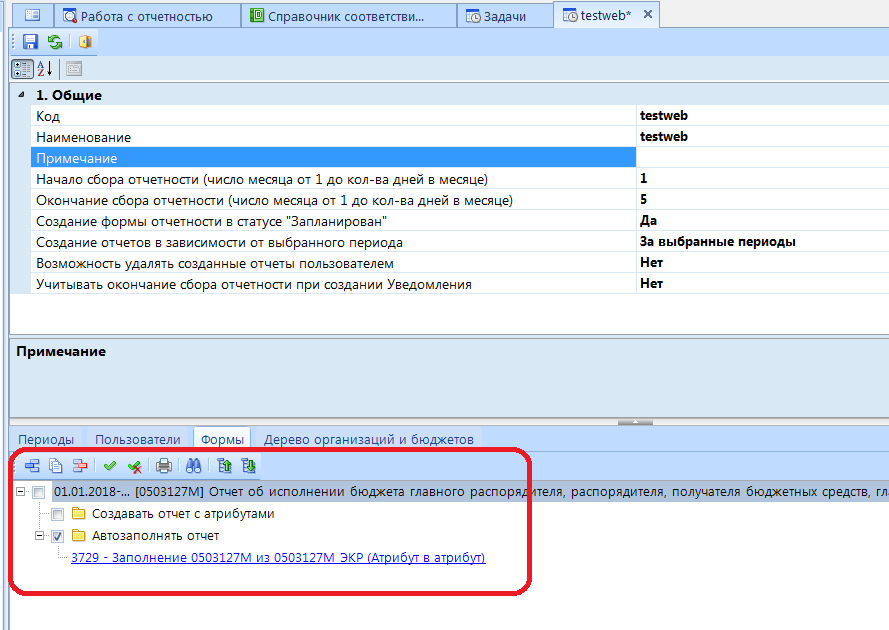 Работа с отчетностью Справочник соответстви... Задачи testweb*
1. Общие
Код testweb
Наименование testweb
Примечание
Начало сбора отчетности (число месяца от 1 до кол-ва дней в месяце) 1
Окончание сбора отчетности (число месяца от 1 до кол-ва дней в месяце) 5
Создание формы отчетности в статусе "Запланирован" Да
Создание отчетов в зависимости от выбранного периода За выбранные периоды
Возможность удалять созданные отчеты пользователем Нет
Учитывать окончание сбора отчетности при создании Уведомления Нет
Примечание
Периоды Пользователи Формы Дерево организаций и бюджетов
01.01.2018-... [0503127М] Отчет об исполнении бюджета главного распорядителя, распорядителя, получателя бюджетных средств, гла
Создавать отчет с атрибутами
Автозаполнять отчет
3729 - Заполнение 0503127М из 0503127М ЭКР (Атрибут в атрибут)